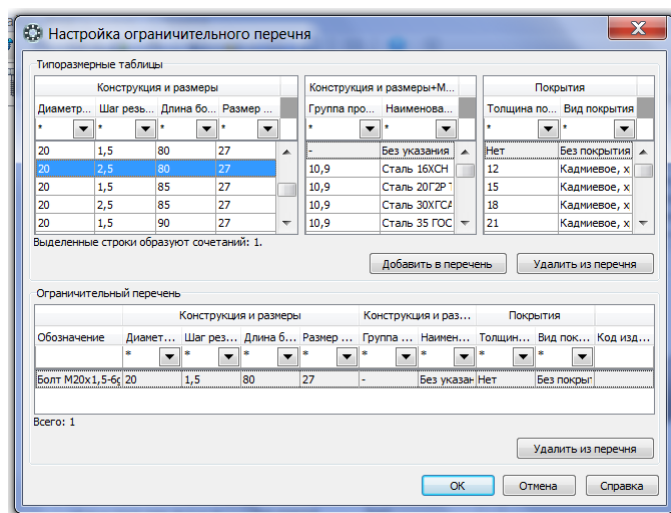 Настройка ограничительного перечня
Типоразмерные таблицы
Конструкция и размеры Конструкция и размеры+М... Покрытия
Диаметр... Шаг резь... Длина бо... Размер ... Группа про... Наименова... Толщина по... Вид покрытия
* * * * * * * *
20 1,5 80 27 - Без указания Нет Без покрытия
20 2,5 80 27 10,9 Сталь 16ХСН 12 Кадмиевое, х
20 1,5 85 27 10,9 Сталь 20Г2Р 15 Кадмиевое, х
20 2,5 85 27 10,9 Сталь 30ХГСА 18 Кадмиевое, х
20 1,5 90 27 10,9 Сталь 35 ГОС 21 Кадмиевое, х
Выделенные строки образуют сочетаний: 1.
Добавить в перечень Удалить из перечня
Ограничительный перечень
Конструкция и размеры Конструкция и раз... Покрытия
Обозначение Диамет... Шаг рез... Длина б... Размер ... Группа ... Наимен... Толщин... Вид пок... Код изд...
* * * * * * * *
Болт М20х1,5-6g 20 1,5 80 27 - Без указан Нет Без покрыт
Всего: 1
Удалить из перечня
ОК Отмена Справка